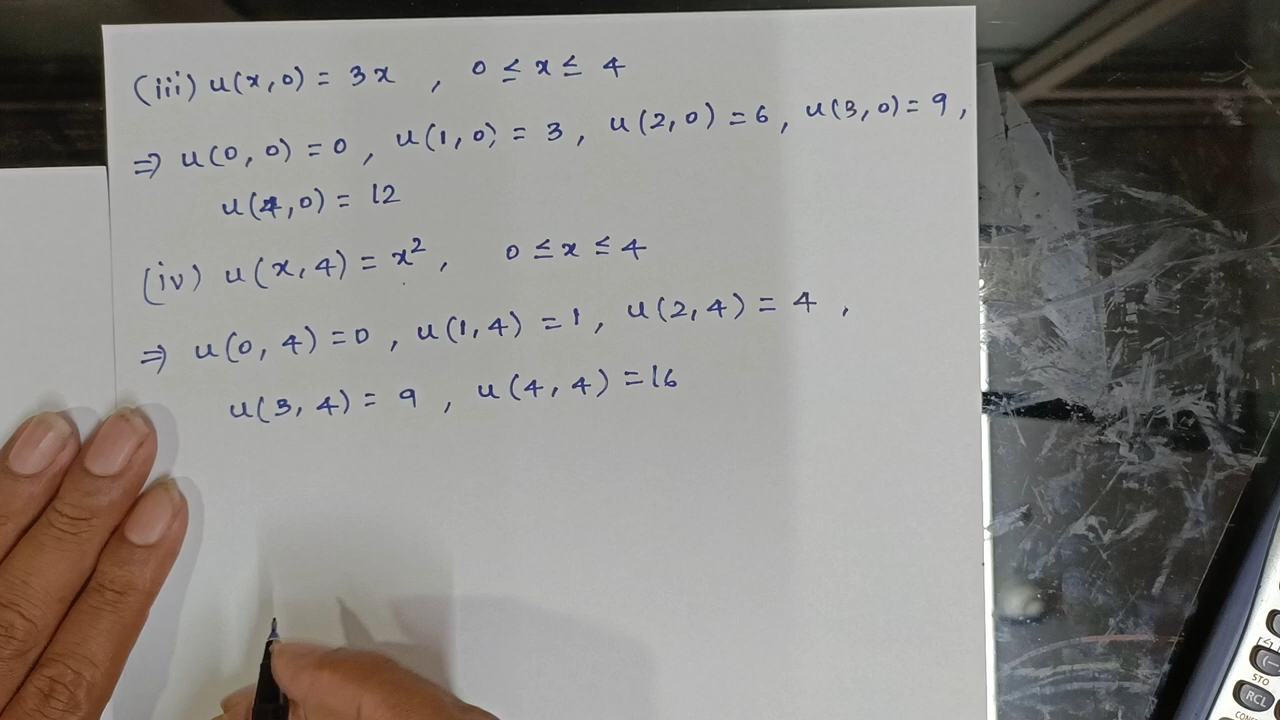 (iii) u(x,0) = 3x , 0 ≤ x ≤ 4
⇒ u(0,0) = 0 , u(1,0) = 3 , u(2,0) = 6 , u(3,0) = 9 ,
u(4,0) = 12
(iv) u(x,4) = x² , 0 ≤ x ≤ 4
⇒ u(0,4) = 0 , u(1,4) = 1 , u(2,4) = 4 ,
u(3,4) = 9 , u(4,4) = 16
STO
RCL